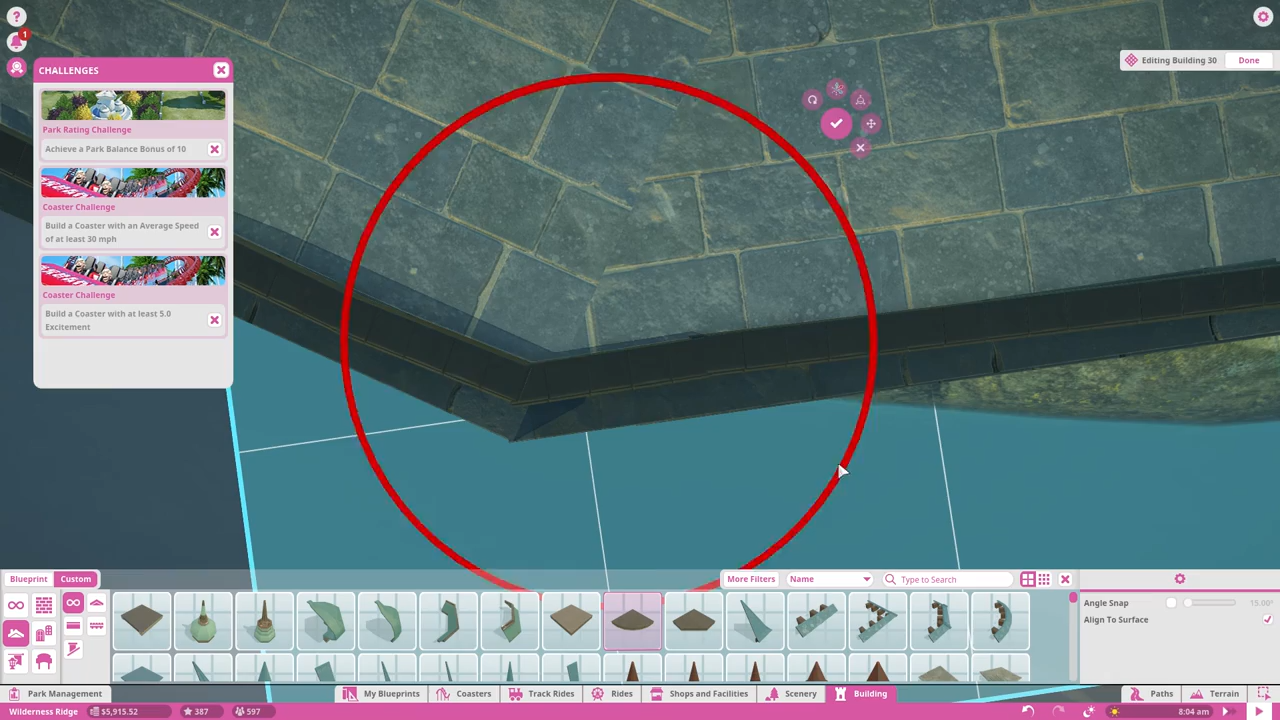 ?
1
CHALLENGES
Park Rating Challenge
Achieve a Park Balance Bonus of 10
Coaster Challenge
Build a Coaster with an Average Speed
of at least 30 mph
Coaster Challenge
Build a Coaster with at least 5.0
Excitement
Editing Building 30
Done
Blueprint
Custom
More Filters
Name
Type to Search
Angle Snap
15.00°
Align To Surface
Park Management
My Blueprints
Coasters
Track Rides
Rides
Shops and Facilities
Scenery
Building
Paths
Terrain
Wilderness Ridge
$5,915.52
387
597
8:04 am